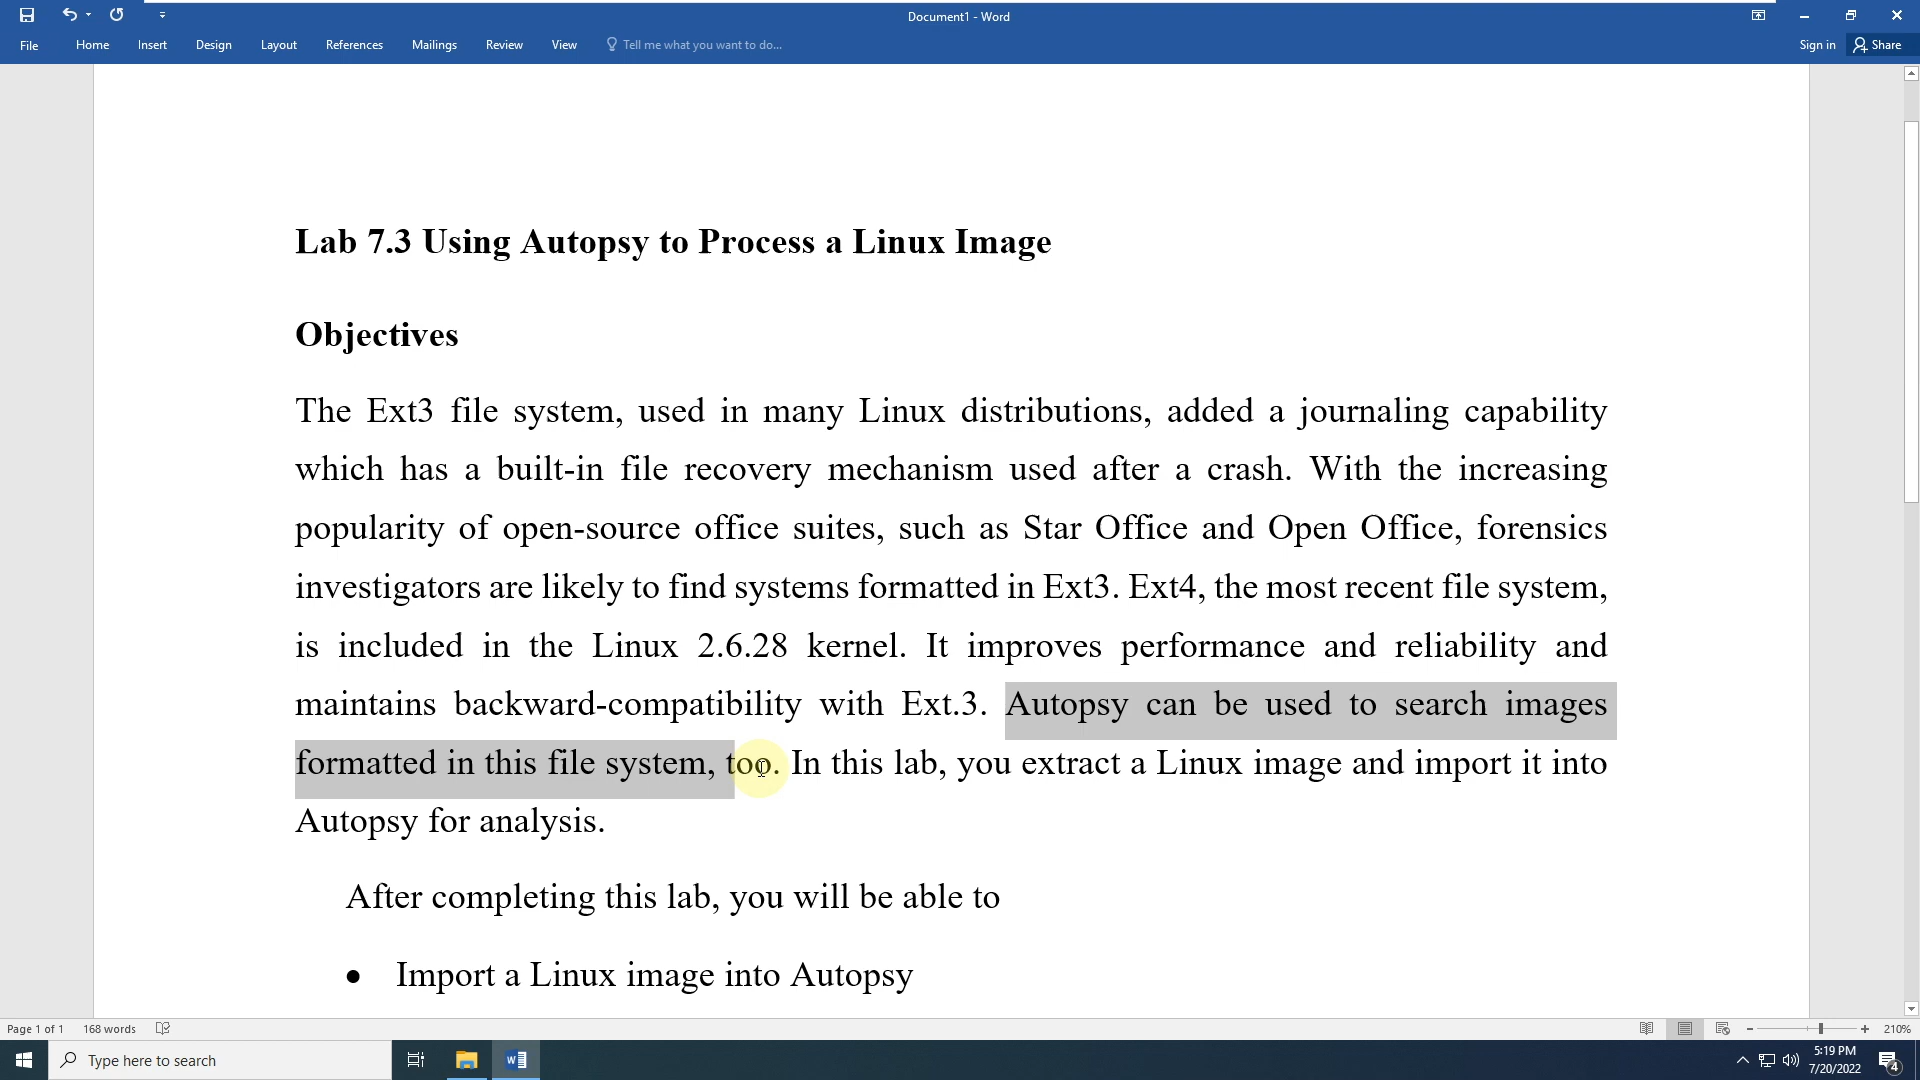 Document1 - Word
File Home Insert Design Layout References Mailings Review View Tell me what you want to do... Sign in Share
Lab 7.3 Using Autopsy to Process a Linux Image
Objectives
The Ext3 file system, used in many Linux distributions, added a journaling capability
which has a built-in file recovery mechanism used after a crash. With the increasing
popularity of open-source office suites, such as Star Office and Open Office, forensics
investigators are likely to find systems formatted in Ext3. Ext4, the most recent file system,
is included in the Linux 2.6.28 kernel. It improves performance and reliability and
maintains backward-compatibility with Ext.3. Autopsy can be used to search images
formatted in this file system, too. In this lab, you extract a Linux image and import it into
Autopsy for analysis.
After completing this lab, you will be able to
• Import a Linux image into Autopsy
Page 1 of 1 168 words 210%
Type here to search
5:19 PM
7/20/2022
4